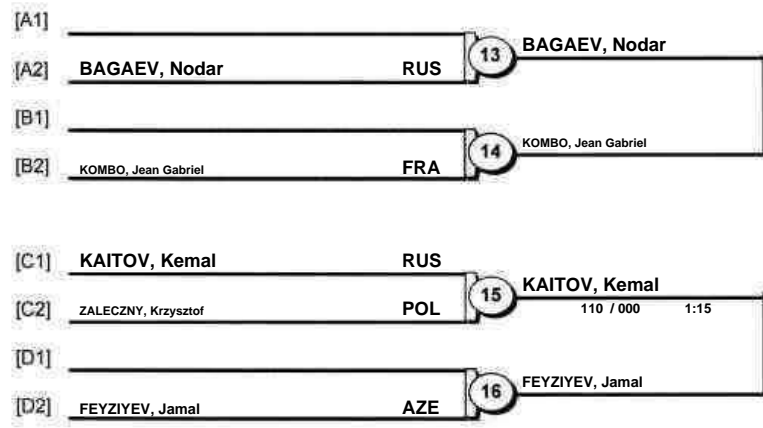 [A1]
13 BAGAEV, Nodar
[A2] BAGAEV, Nodar RUS
[B1]
14 KOMBO, Jean Gabriel
[B2] KOMBO, Jean Gabriel FRA
[C1] KAITOV, Kemal RUS
15 KAITOV, Kemal
[C2] ZALECZNY, Krzysztof POL
110 / 000 1:15
[D1]
16 FEYZIYEV, Jamal
[D2] FEYZIYEV, Jamal AZE